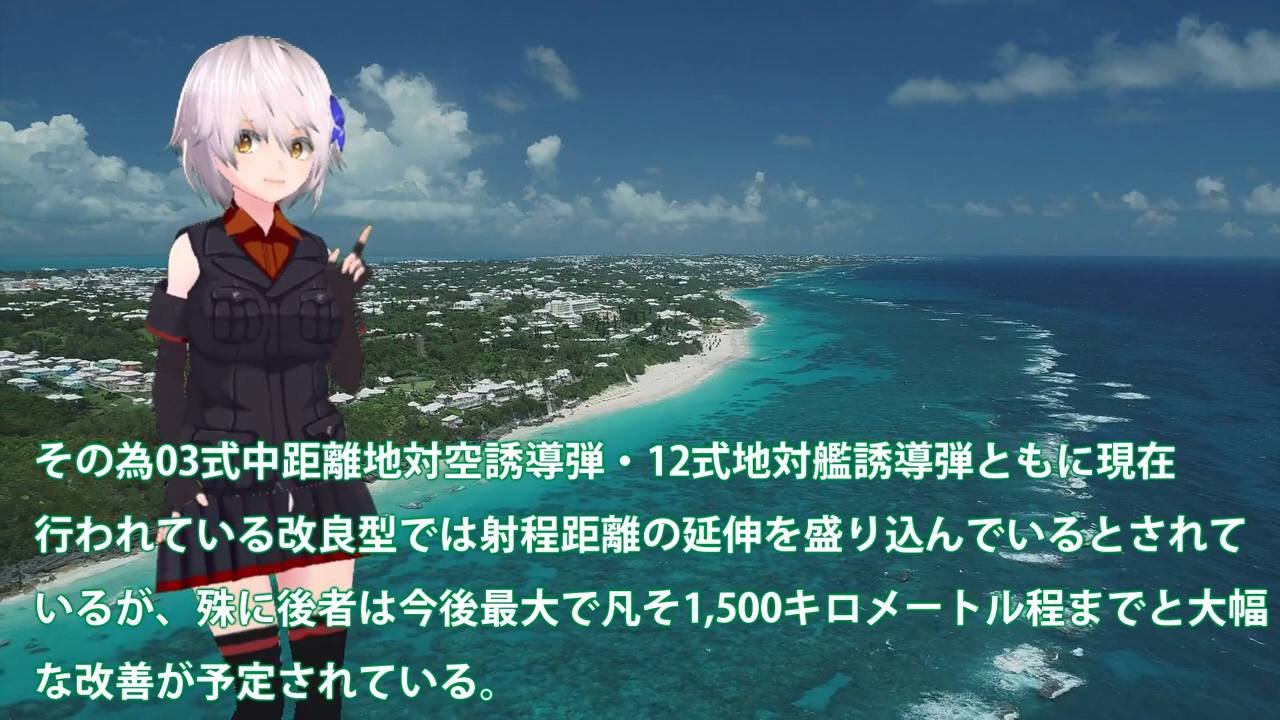 その為03式中距離地対空誘導弾・12式地対艦誘導弾ともに現在
行われている改良型では射程距離の延伸を盛り込んでいるとされて
いるが、殊に後者は今後最大で凡そ1,500キロメートル程までと大幅
な改善が予定されている。